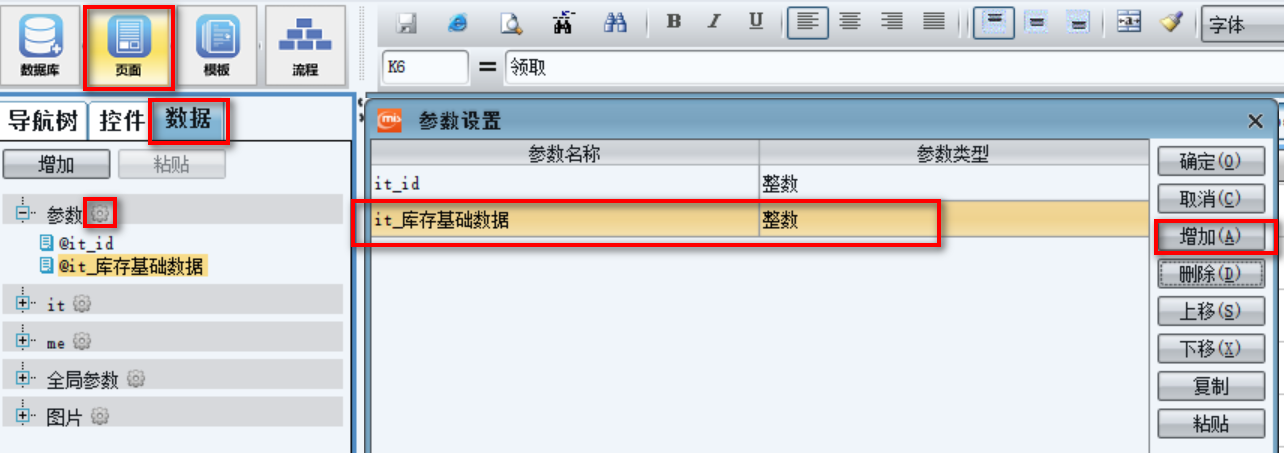 数据库
页面
模板
流程
B I U
a
字体
K6 = 领取
导航树 控件 数据
增加 粘贴
参数
@it_id
@it_库存基础数据
it
me
全局参数
图片
mis 参数设置
参数名称 参数类型
it_id 整数
it_库存基础数据 整数
确定(O)
取消(C)
增加(A)
删除(D)
上移(S)
下移(X)
复制
粘贴